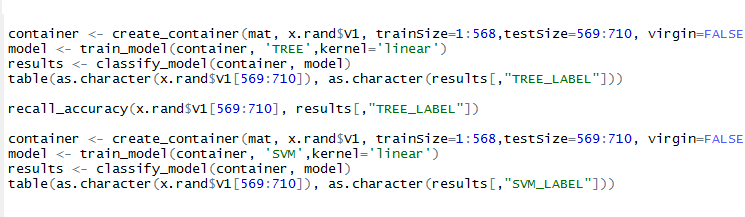 container <- create_container(mat, x.rand$V1, trainSize=1:568,testSize=569:710, virgin=FALSE
model <- train_model(container, 'TREE',kernel='linear')
results <- classify_model(container, model)
table(as.character(x.rand$V1[569:710]), as.character(results[,"TREE_LABEL"]))
recall_accuracy(x.rand$V1[569:710], results[,"TREE_LABEL"])
container <- create_container(mat, x.rand$V1, trainSize=1:568,testSize=569:710, virgin=FALSE
model <- train_model(container, 'SVM',kernel='linear')
results <- classify_model(container, model)
table(as.character(x.rand$V1[569:710]), as.character(results[,"SVM_LABEL"]))